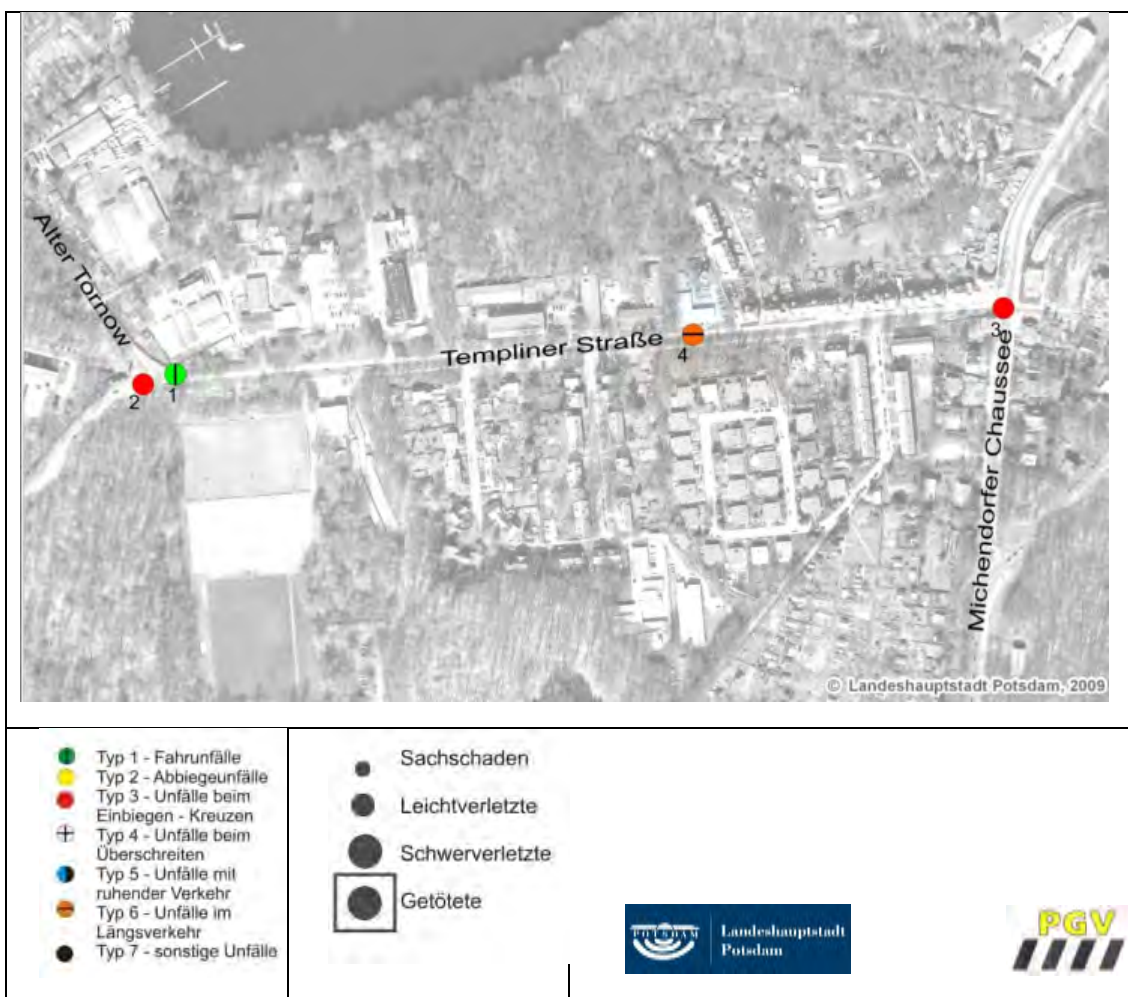 Alter Tornow
2
1
Templiner Straße
4
3
Michendorfer Chaussee
© Landeshauptstadt Potsdam, 2009
Typ 1 - Fahrunfälle
Typ 2 - Abbiegeunfälle
Typ 3 - Unfälle beim
Einbiegen - Kreuzen
Typ 4 - Unfälle beim
Überschreiten
Typ 5 - Unfälle mit
ruhender Verkehr
Typ 6 - Unfälle im
Längsverkehr
Typ 7 - sonstige Unfälle
Sachschaden
Leichtverletzte
Schwerverletzte
Getötete
POTSDAM
Landeshauptstadt
Potsdam
PGV